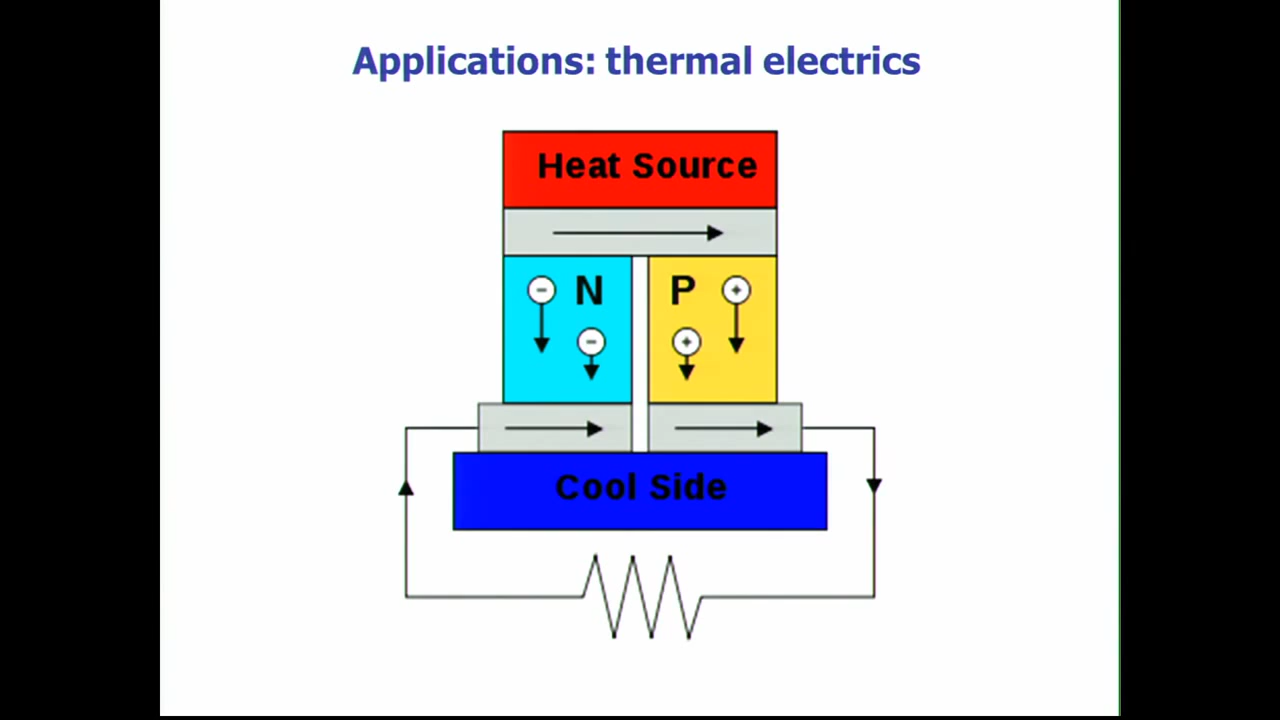 Applications: thermal electrics
Heat Source
N P
− +
− +
Cool Side